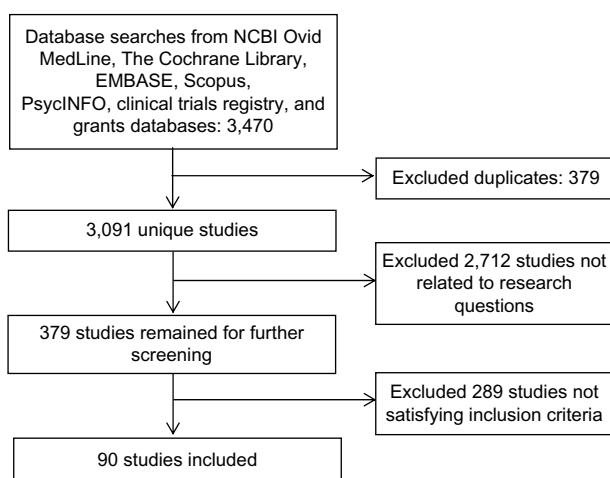 Database searches from NCBI Ovid
MedLine, The Cochrane Library,
EMBASE, Scopus,
PsycINFO, clinical trials registry, and
grants databases: 3,470
Excluded duplicates: 379
3,091 unique studies
Excluded 2,712 studies not
related to research
questions
379 studies remained for further
screening
Excluded 289 studies not
satisfying inclusion criteria
90 studies included